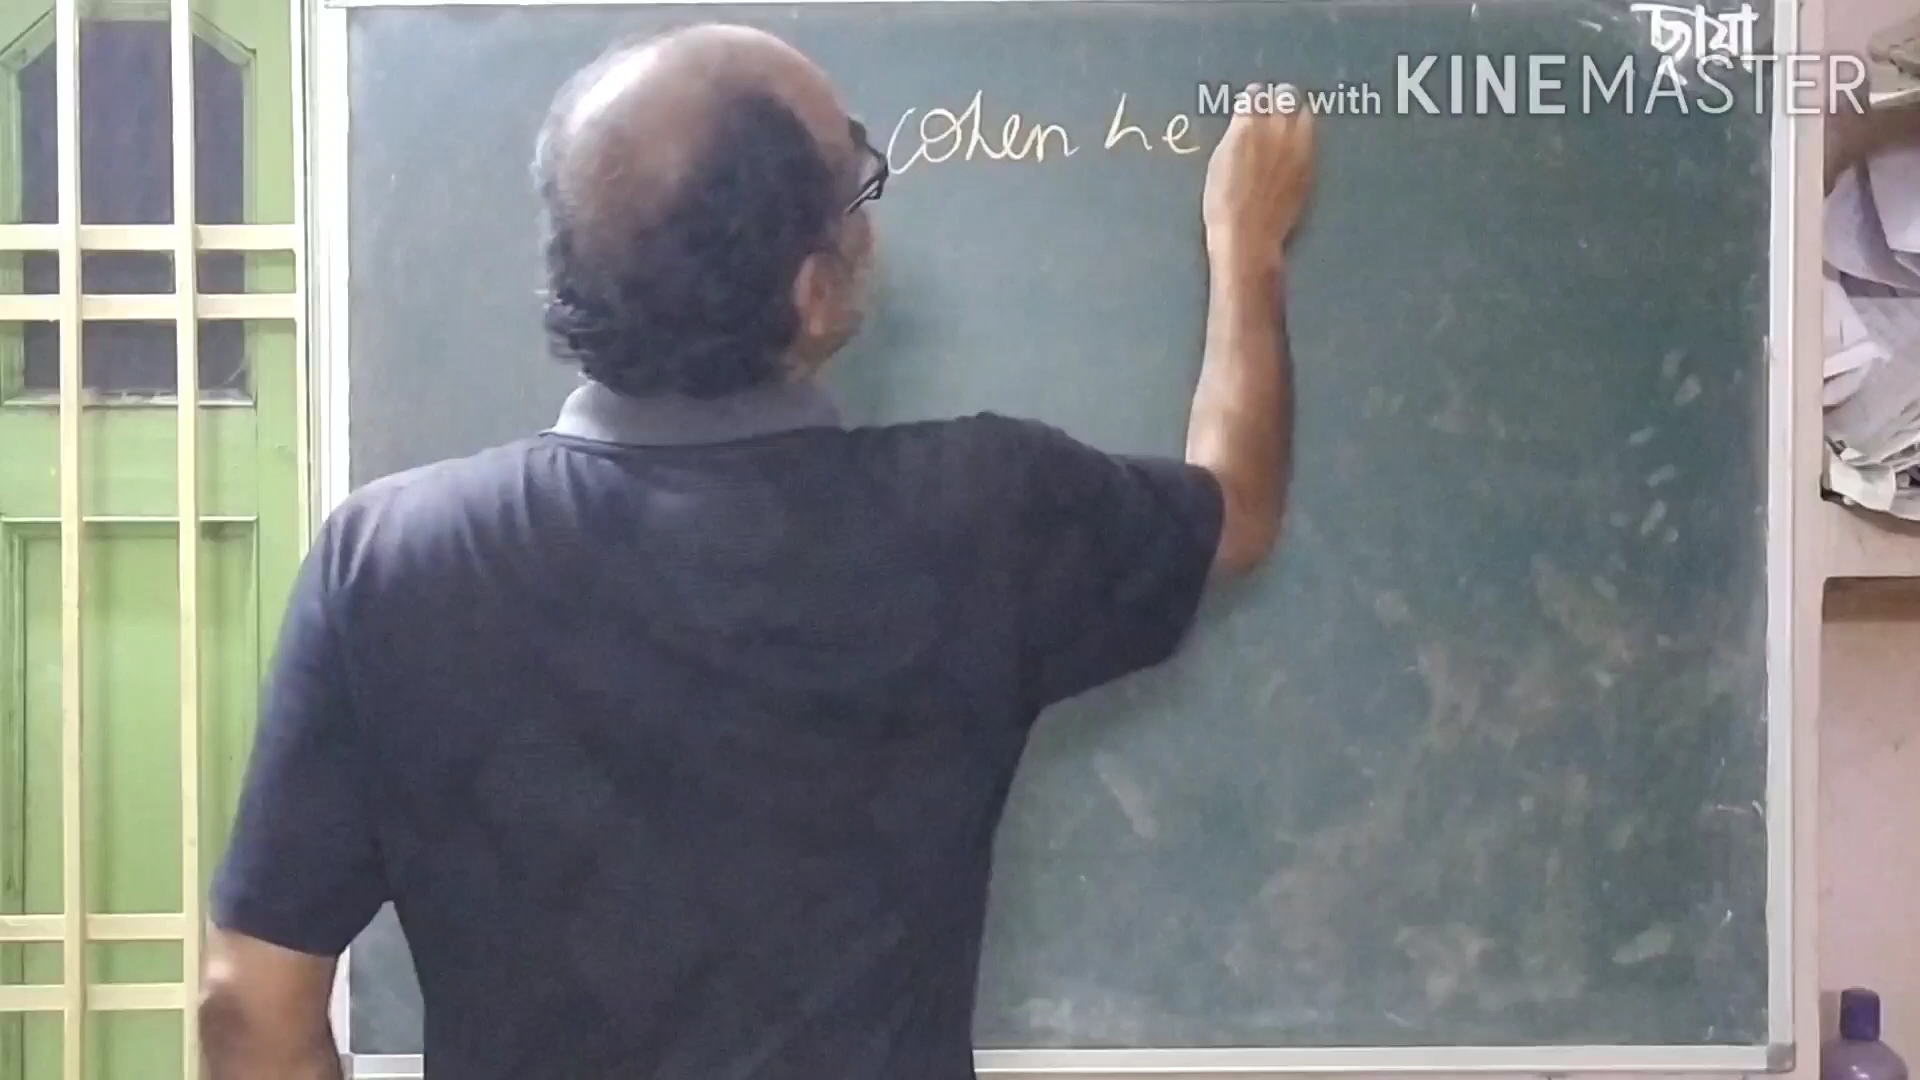 ছায়া
Made with KINEMASTER
When he